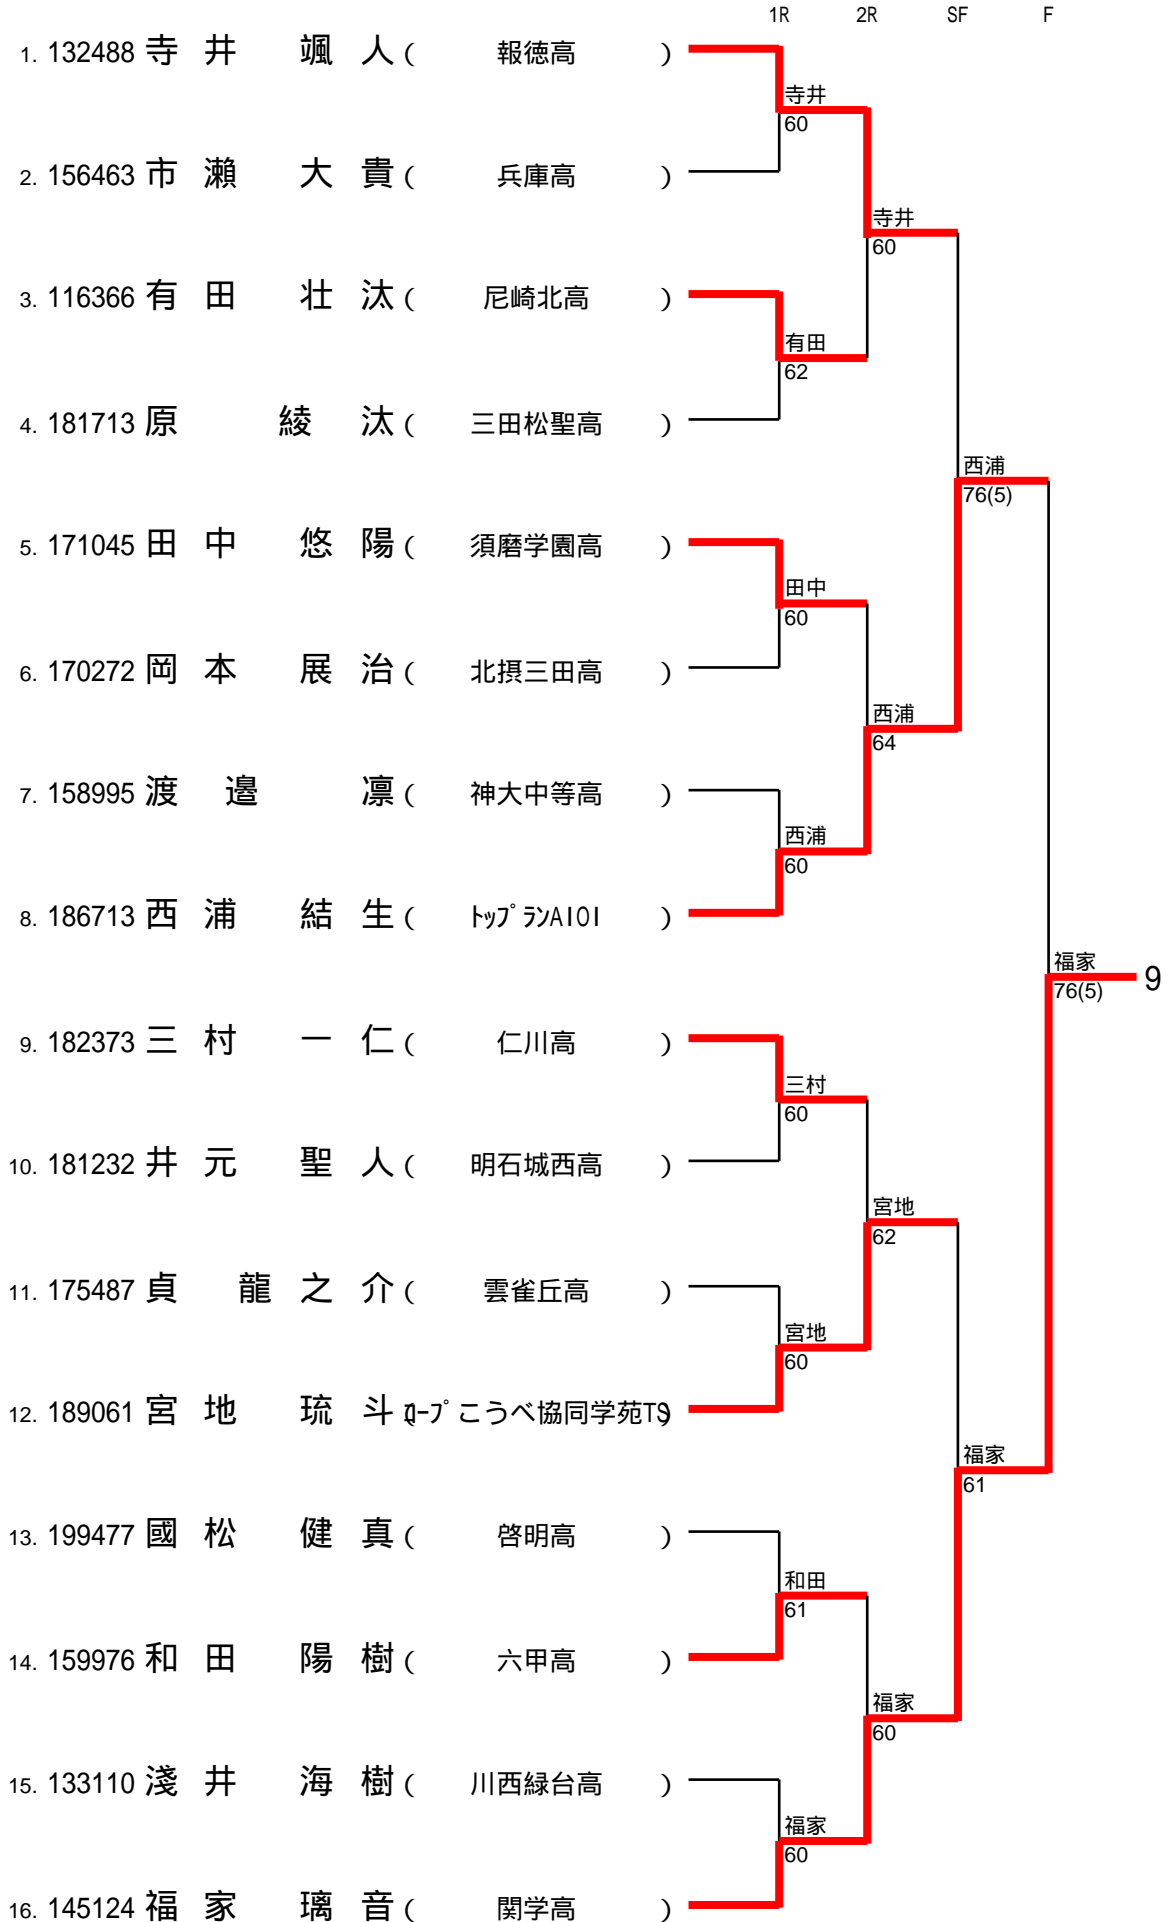 1R 2R SF F
1. 132488 寺 井 颯 人 ( 報徳高 )
寺井
60
2. 156463 市 瀬 大 貴 ( 兵庫高 )
寺井
60
3. 116366 有 田 壮 汰 ( 尼崎北高 )
有田
62
4. 181713 原 綾 汰 ( 三田松聖高 )
西浦
76(5)
5. 171045 田 中 悠 陽 ( 須磨学園高 )
田中
60
6. 170272 岡 本 展 治 ( 北摂三田高 )
西浦
64
7. 158995 渡 邉 凛 ( 神大中等高 )
西浦
60
8. 186713 西 浦 結 生 ( トップランAIOI )
福家
76(5)
9
9. 182373 三 村 一 仁 ( 仁川高 )
三村
60
10. 181232 井 元 聖 人 ( 明石城西高 )
宮地
62
11. 175487 貞 龍 之 介 ( 雲雀丘高 )
宮地
60
12. 189061 宮 地 琉 斗 (コープこうべ協同学苑TS)
福家
61
13. 199477 國 松 健 真 ( 啓明高 )
和田
61
14. 159976 和 田 陽 樹 ( 六甲高 )
福家
60
15. 133110 淺 井 海 樹 ( 川西緑台高 )
福家
60
16. 145124 福 家 璃 音 ( 関学高 )